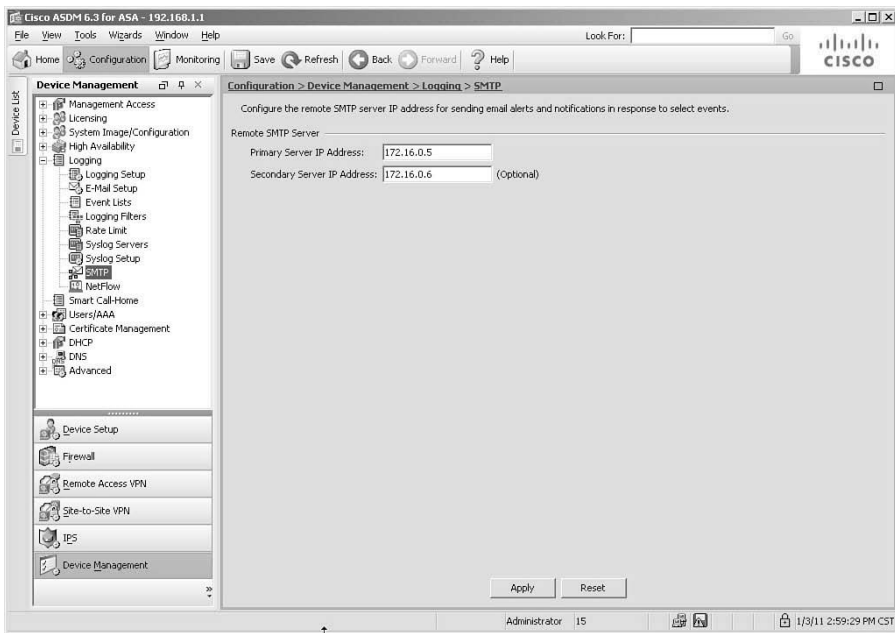 Cisco ASDM 6.3 for ASA - 192.168.1.1
File View Tools Wizards Window Help
Look For:
Go
Home Configuration Monitoring Save Refresh Back Forward Help
CISCO
Device List
Device Management
Management Access
Licensing
System Image/Configuration
High Availability
Logging
Logging Setup
E-Mail Setup
Event Lists
Logging Filters
Rate Limit
Syslog Servers
Syslog Setup
SMTP
NetFlow
Smart Call-Home
Users/AAA
Certificate Management
DHCP
DNS
Advanced
Device Setup
Firewall
Remote Access VPN
Site-to-Site VPN
IPS
Device Management
Configuration > Device Management > Logging > SMTP
Configure the remote SMTP server IP address for sending email alerts and notifications in response to select events.
Remote SMTP Server
Primary Server IP Address: 172.16.0.5
Secondary Server IP Address: 172.16.0.6 (Optional)
Apply Reset
Administrator 15 1/3/11 2:59:29 PM CST